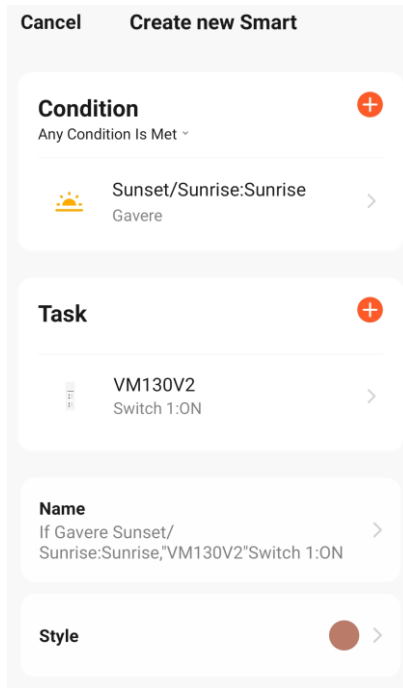 Cancel Create new Smart
Condition
Any Condition Is Met
Sunset/Sunrise:Sunrise
Gavere
Task
VM130V2
Switch 1:ON
Name
If Gavere Sunset/
Sunrise:Sunrise,"VM130V2"Switch 1:ON
Style